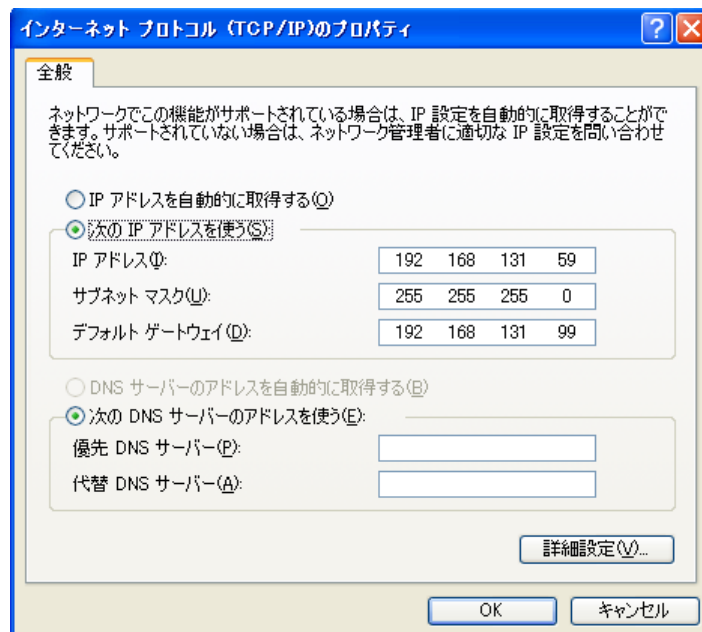 インターネット プロトコル (TCP/IP)のプロパティ
全般
ネットワークでこの機能がサポートされている場合は、IP 設定を自動的に取得することがで
きます。サポートされていない場合は、ネットワーク管理者に適切な IP 設定を問い合わせ
てください。
IP アドレスを自動的に取得する(O)
次の IP アドレスを使う(S):
IP アドレス(I): 192 168 131 59
サブネット マスク(U): 255 255 255 0
デフォルト ゲートウェイ(D): 192 168 131 99
DNS サーバーのアドレスを自動的に取得する(B)
次の DNS サーバーのアドレスを使う(E):
優先 DNS サーバー(P):
代替 DNS サーバー(A):
詳細設定(V)...
OK キャンセル